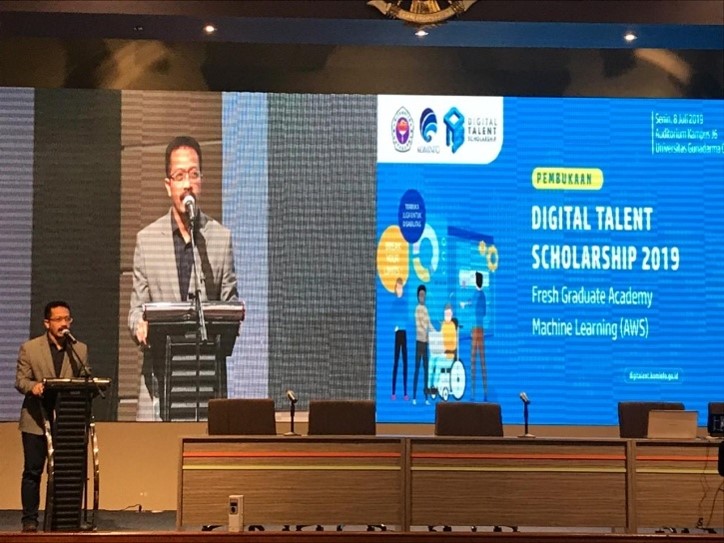 DIGITAL
TALENT
SCHOLARSHIP
KOMINFO
Senin, 8 Juli 2019
Auditorium Kampus J6
Universitas Gunadarma
PEMBUKAAN
DIGITAL TALENT
SCHOLARSHIP 2019
Fresh Graduate Academy
Machine Learning (AWS)
digitalent.kominfo.go.id